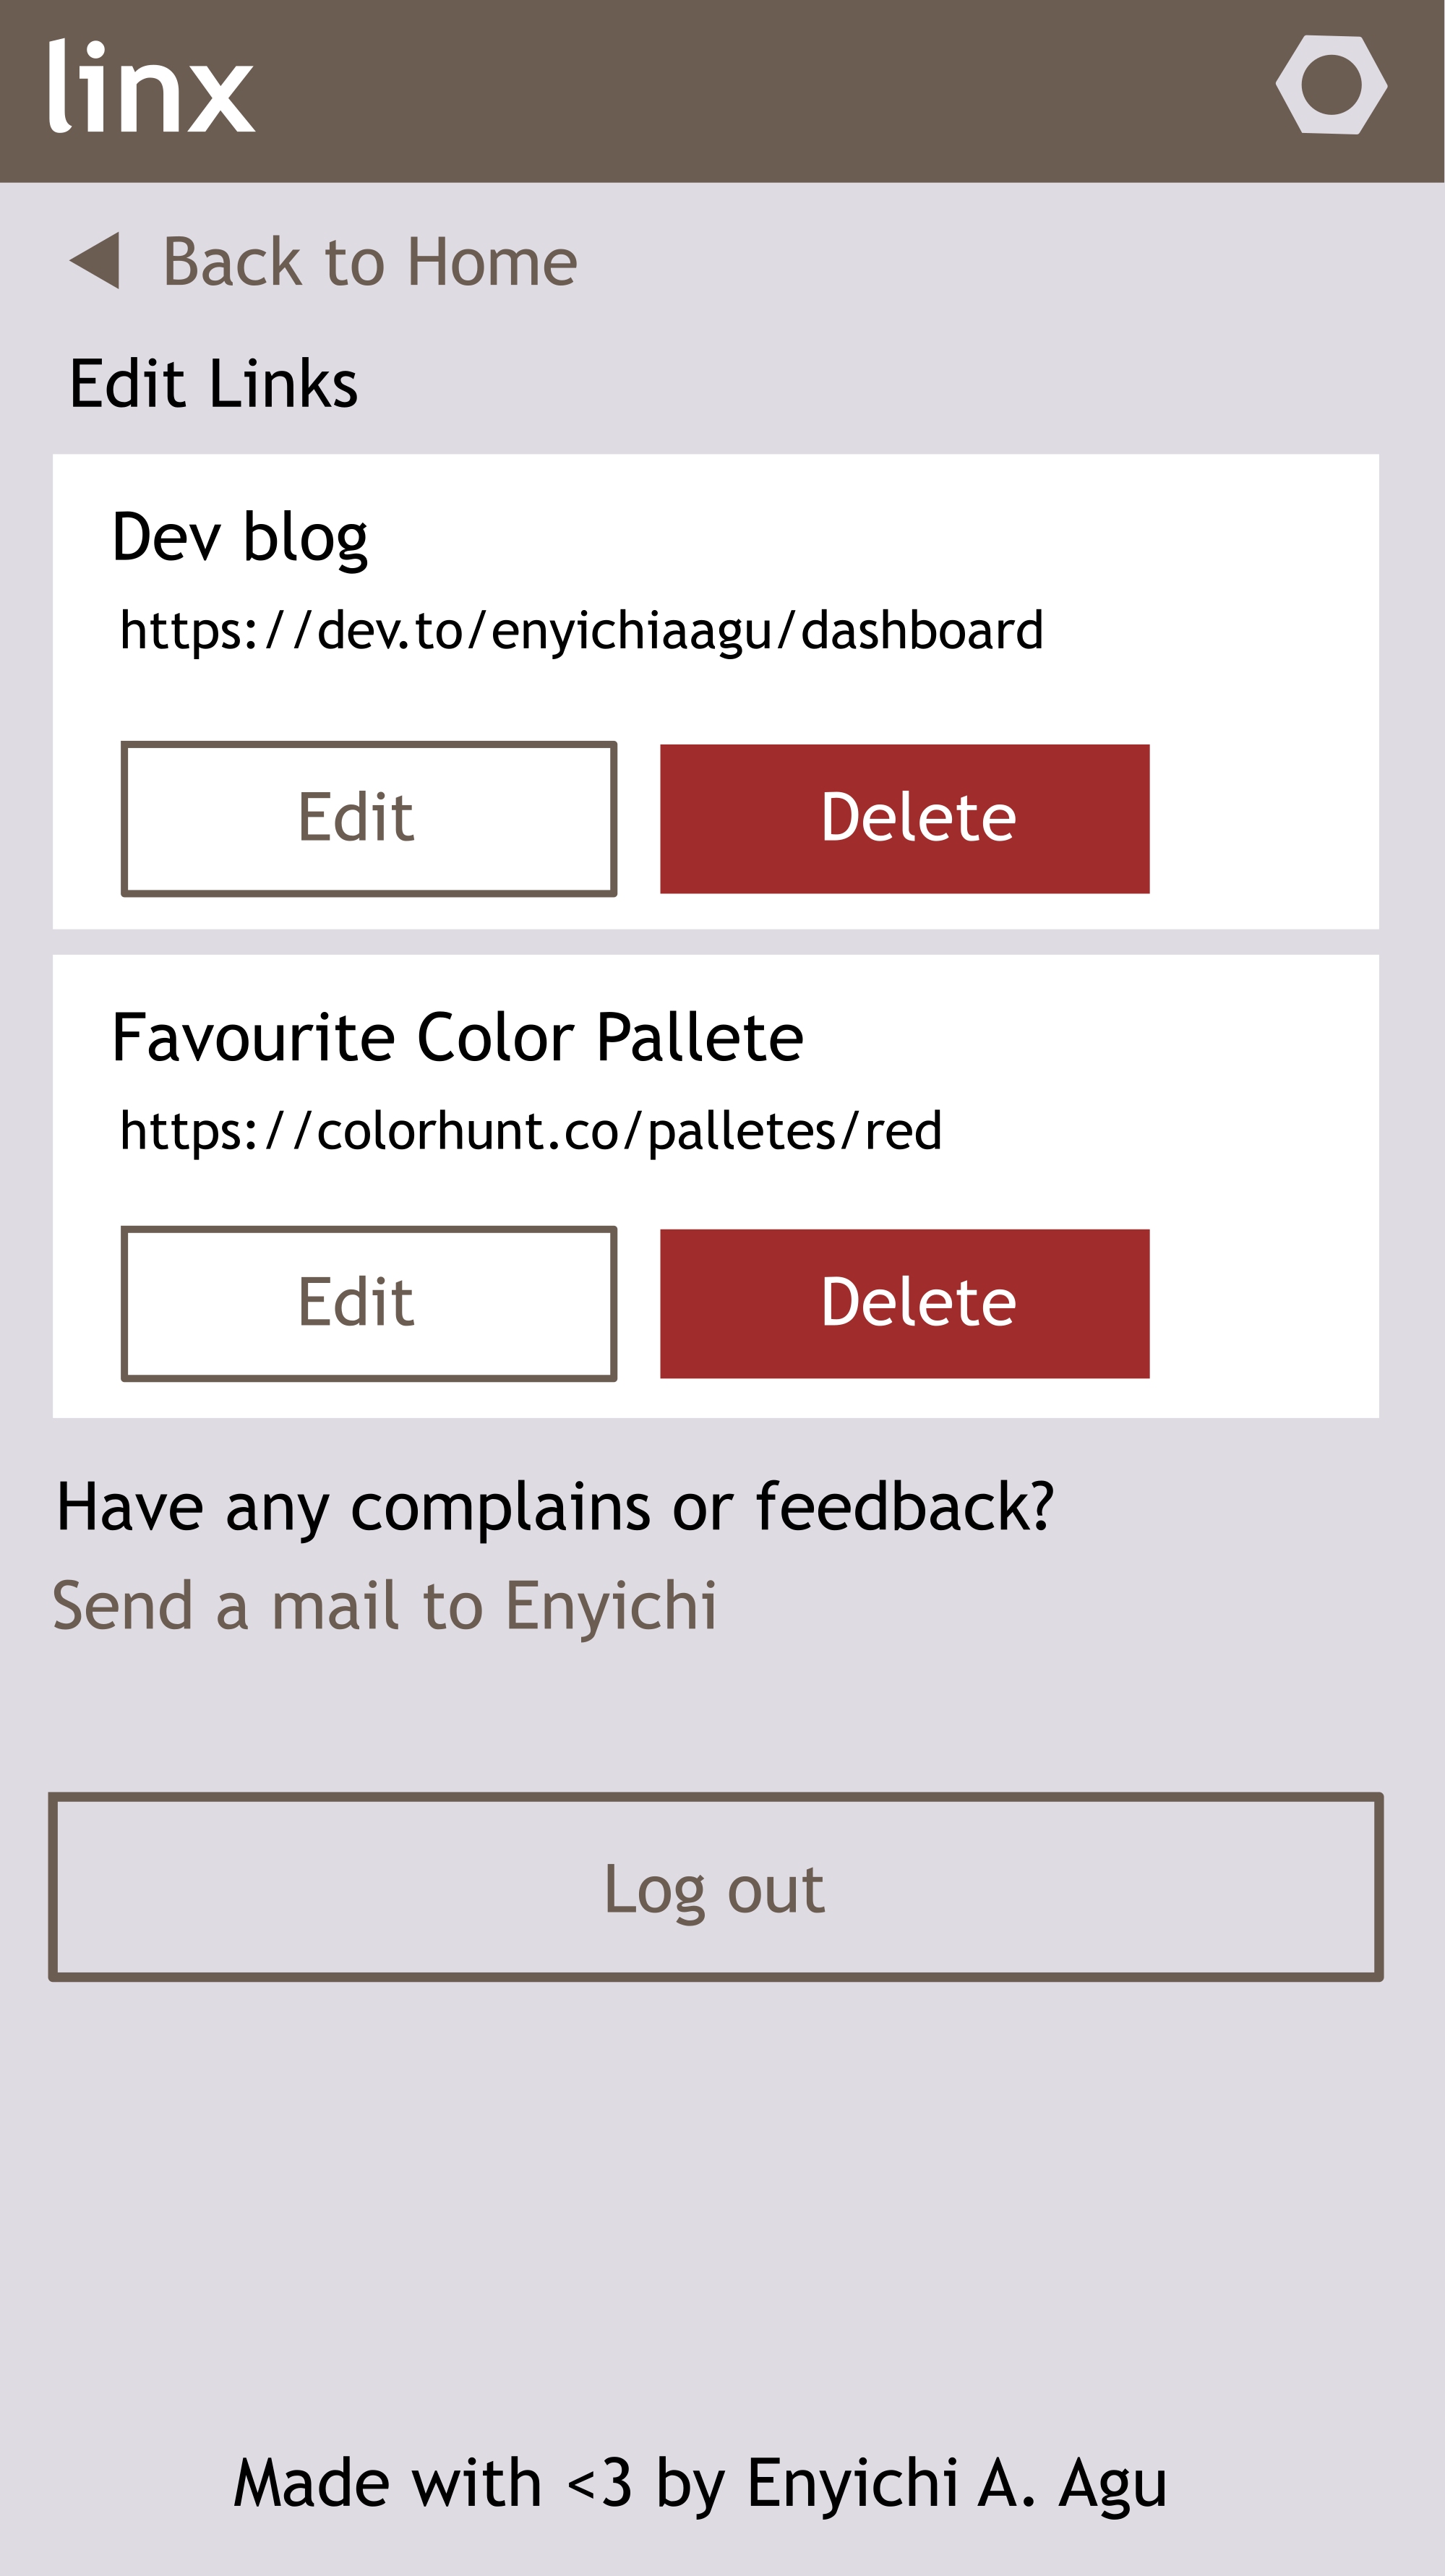 linx
Back to Home
Edit Links
Dev blog
https://dev.to/enyichiaagu/dashboard
Edit
Delete
Favourite Color Pallete
https://colorhunt.co/palletes/red
Edit
Delete
Have any complains or feedback?
Send a mail to Enyichi
Log out
Made with <3 by Enyichi A. Agu